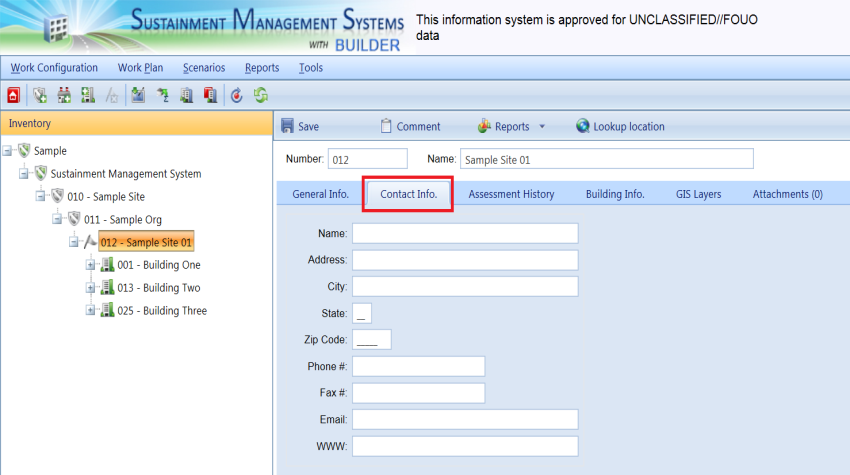 SUSTAINMENT MANAGEMENT SYSTEMS
WITH BUILDER
This information system is approved for UNCLASSIFIED//FOUO
data
Work Configuration Work Plan Scenarios Reports Tools
Inventory
Save Comment Reports Lookup location
Number: 012 Name: Sample Site 01
General Info. Contact Info. Assessment History Building Info. GIS Layers Attachments (0)
Sample
Sustainment Management System
010 - Sample Site
011 - Sample Org
012 - Sample Site 01
001 - Building One
013 - Building Two
025 - Building Three
Name:
Address:
City:
State: __
Zip Code: ____
Phone #:
Fax #:
Email:
WWW: